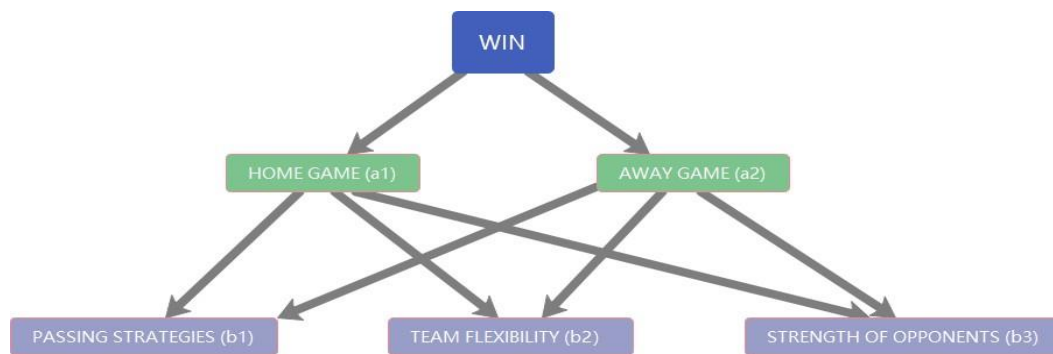 WIN
HOME GAME (a1)
AWAY GAME (a2)
PASSING STRATEGIES (b1)
TEAM FLEXIBILITY (b2)
STRENGTH OF OPPONENTS (b3)